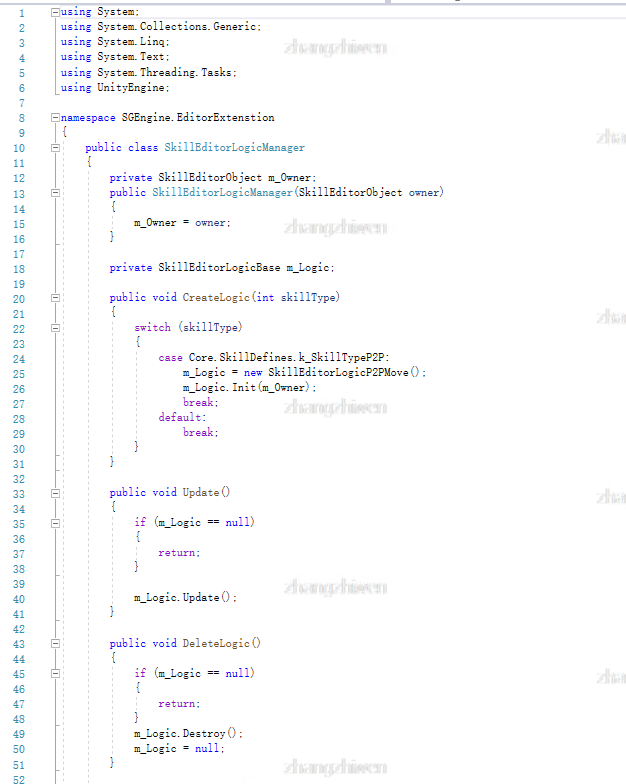 1 using System;
2 using System.Collections.Generic;
3 using System.Linq;
4 using System.Text;
5 using System.Threading.Tasks;
6 using UnityEngine;
7
8 namespace SGEngine.EditorExtenstion
9 {
10 public class SkillEditorLogicManager
11 {
12 private SkillEditorObject m_Owner;
13 public SkillEditorLogicManager(SkillEditorObject owner)
14 {
15 m_Owner = owner;
16 }
17
18 private SkillEditorLogicBase m_Logic;
19
20 public void CreateLogic(int skillType)
21 {
22 switch (skillType)
23 {
24 case Core.SkillDefines.k_SkillTypeP2P:
25 m_Logic = new SkillEditorLogicP2PMove();
26 m_Logic.Init(m_Owner);
27 break;
28 default:
29 break;
30 }
31 }
32
33 public void Update()
34 {
35 if (m_Logic == null)
36 {
37 return;
38 }
39
40 m_Logic.Update();
41 }
42
43 public void DeleteLogic()
44 {
45 if (m_Logic == null)
46 {
47 return;
48 }
49 m_Logic.Destroy();
50 m_Logic = null;
51 }
52